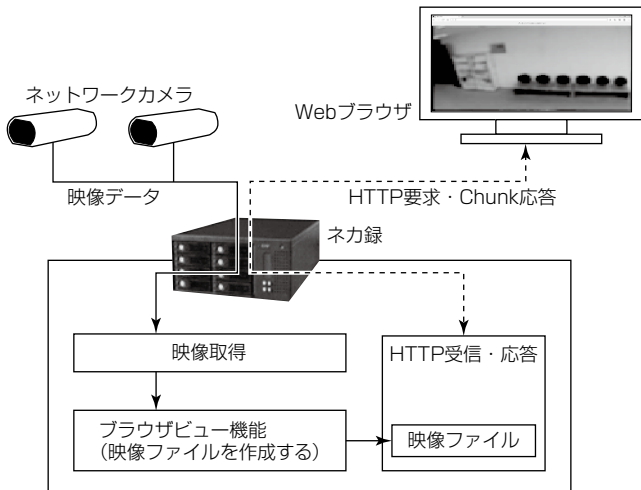 ネットワークカメラ
Webブラウザ
映像データ
HTTP要求・Chunk応答
ネカ録
映像取得
HTTP受信・応答
ブラウザビュー機能
（映像ファイルを作成する）
映像ファイル